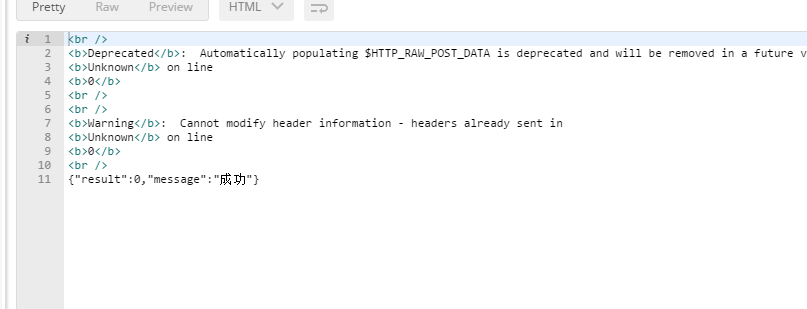 Pretty Raw Preview HTML
i 1 <br />
2 <b>Deprecated</b>:  Automatically populating $HTTP_RAW_POST_DATA is deprecated and will be removed in a future v
3 <b>Unknown</b> on line
4 <b>0</b>
5 <br />
6 <br />
7 <b>Warning</b>:  Cannot modify header information - headers already sent in
8 <b>Unknown</b> on line
9 <b>0</b>
10 <br />
11 {"result":0,"message":"成功"}